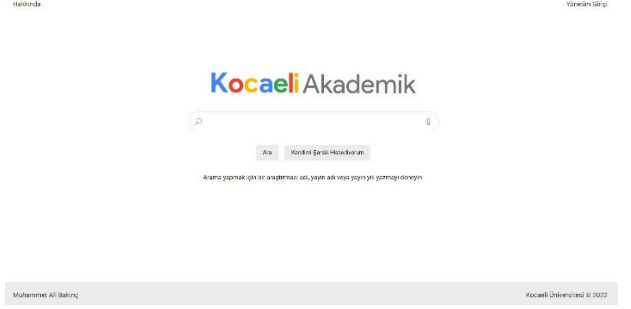 Hakkında
Yönetim Girişi
Kocaeli Akademik
Ara
Kendimi Şanslı Hissediyorum
Arama yapmak için bir araştırmacı adı, yayın adı veya yayın yılı yazmayı deneyin.
Muhammet Ali
Kocaeli Üniversitesi © 2022